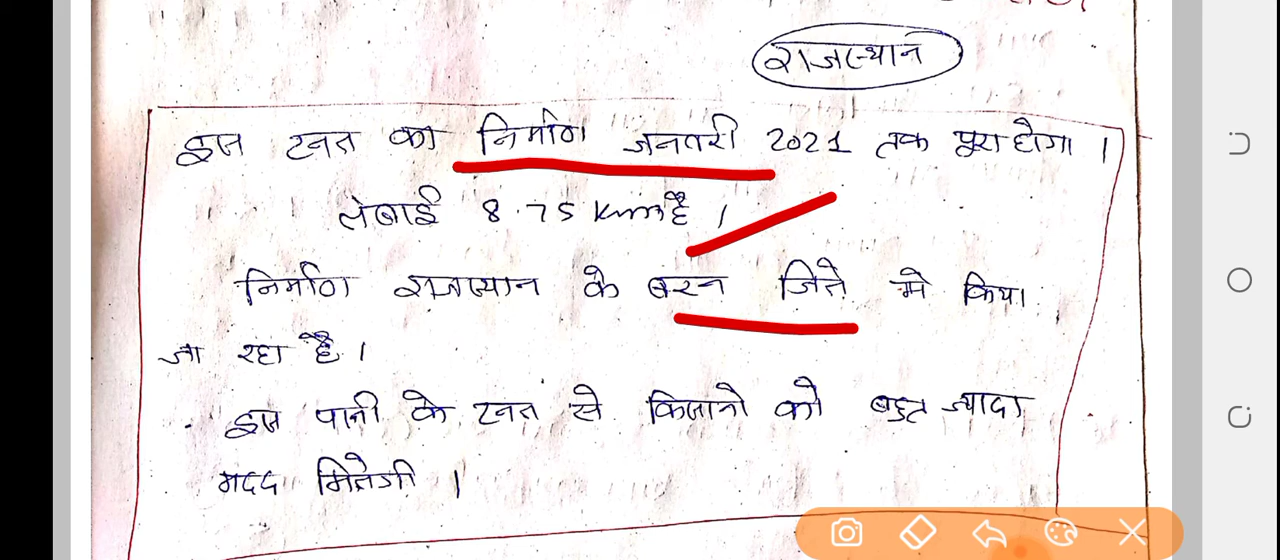 राजस्थान
इस टनल का निर्माण जनवरी 2021 तक पूरा होगा ।
लंबाई 8.75 Km है ।
निर्माण राजस्थान के बरन जिले मे किया
जा रहा है ।
इस पानी के टनल से किसानो को बहुत ज्यादा
मदद मिलेगी ।